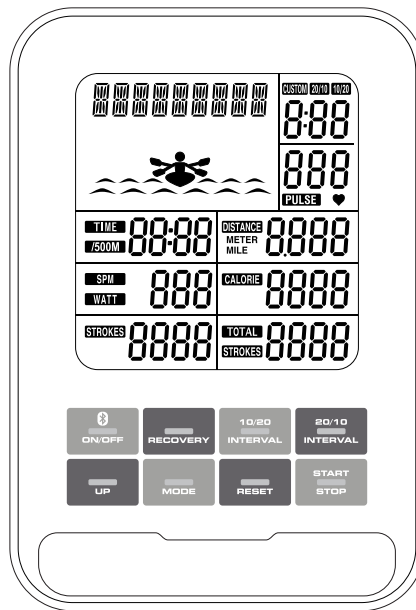 CUSTOM 20/10 10/20
8:88
888
PULSE
TIME
/500M
88:88
DISTANCE
METER
MILE
8.888
SPM
WATT
888
CALORIE
8888
STROKES
8888
TOTAL
STROKES
8888
ON/OFF
RECOVERY
10/20
INTERVAL
20/10
INTERVAL
UP
MODE
RESET
START
STOP